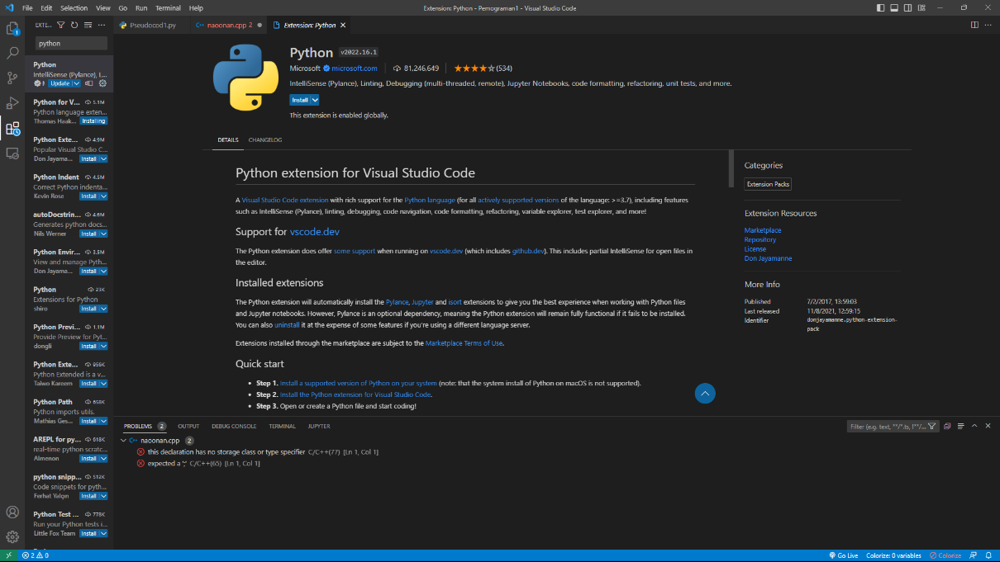 File Edit Selection View Go Run Terminal Help
Extension: Python - Pemograman1 - Visual Studio Code
EXTE...
Pseudocod1.py
naoonan.cpp 2
Extension: Python
python
Python
IntelliSense (Pylance), L...
Update
Python for V... 5.1M
Python language exten...
Thomas Haak... Installing
Python Exte... 4.9M
Popular Visual Studio C...
Don Jayama... Install
Python Indent 4.5M
Correct Python indenta...
Kevin Rose Install
autoDocstrin... 4.6M
Generates python docs...
Nils Werner Install
Python Envir... 3.5M
View and manage Pyth...
Don Jayama... Install
Python 23K
Extensions for Python
shiro Install
Python Previ... 1.1M
Provide Preview for Pyt...
dongli Install
Python Exte... 956K
Python Extended is a v...
Taiwo Kareem Install
Python Path
Python imports utils.
Mathias Ges... Install
AREPL for py... 618K
real-time python scratc...
Almenon Install
python snipp... 512K
Code snippets for pyth...
Ferhat Yalçın Install
Python Test ... 778K
Run your Python tests i...
Little Fox Team Install
Python v2022.16.1
Microsoft microsoft.com 81,246,649 (534)
IntelliSense (Pylance), Linting, Debugging (multi-threaded, remote), Jupyter Notebooks, code formatting, refactoring, unit tests, and more.
Install
This extension is enabled globally.
DETAILS CHANGELOG
Python extension for Visual Studio Code
A Visual Studio Code extension with rich support for the Python language (for all actively supported versions of the language: >=3.7), including features
such as IntelliSense (Pylance), linting, debugging, code navigation, code formatting, refactoring, variable explorer, test explorer, and more!
Support for vscode.dev
The Python extension does offer some support when running on vscode.dev (which includes github.dev). This includes partial IntelliSense for open files in
the editor.
Installed extensions
The Python extension will automatically install the Pylance, Jupyter and isort extensions to give you the best experience when working with Python files
and Jupyter notebooks. However, Pylance is an optional dependency, meaning the Python extension will remain fully functional if it fails to be installed.
You can also uninstall it at the expense of some features if you're using a different language server.
Extensions installed through the marketplace are subject to the Marketplace Terms of Use.
Quick start
• Step 1. Install a supported version of Python on your system (note: that the system install of Python on macOS is not supported).
• Step 2. Install the Python extension for Visual Studio Code.
• Step 3. Open or create a Python file and start coding!
Categories
Extension Packs
Extension Resources
Marketplace
Repository
License
Don Jayamanne
More Info
Published 7/2/2017, 13:59:03
Last released 11/8/2021, 12:59:15
Identifier donjayamanne.python-extension-
pack
PROBLEMS 2 OUTPUT DEBUG CONSOLE TERMINAL JUPYTER
Filter (e.g. text, **/*.ts, !**/...
naoonan.cpp 2
this declaration has no storage class or type specifier C/C++(77) [Ln 1, Col 1]
expected a ';' C/C++(65) [Ln 1, Col 1]
2 0
Go Live Colorize: 0 variables Colorize